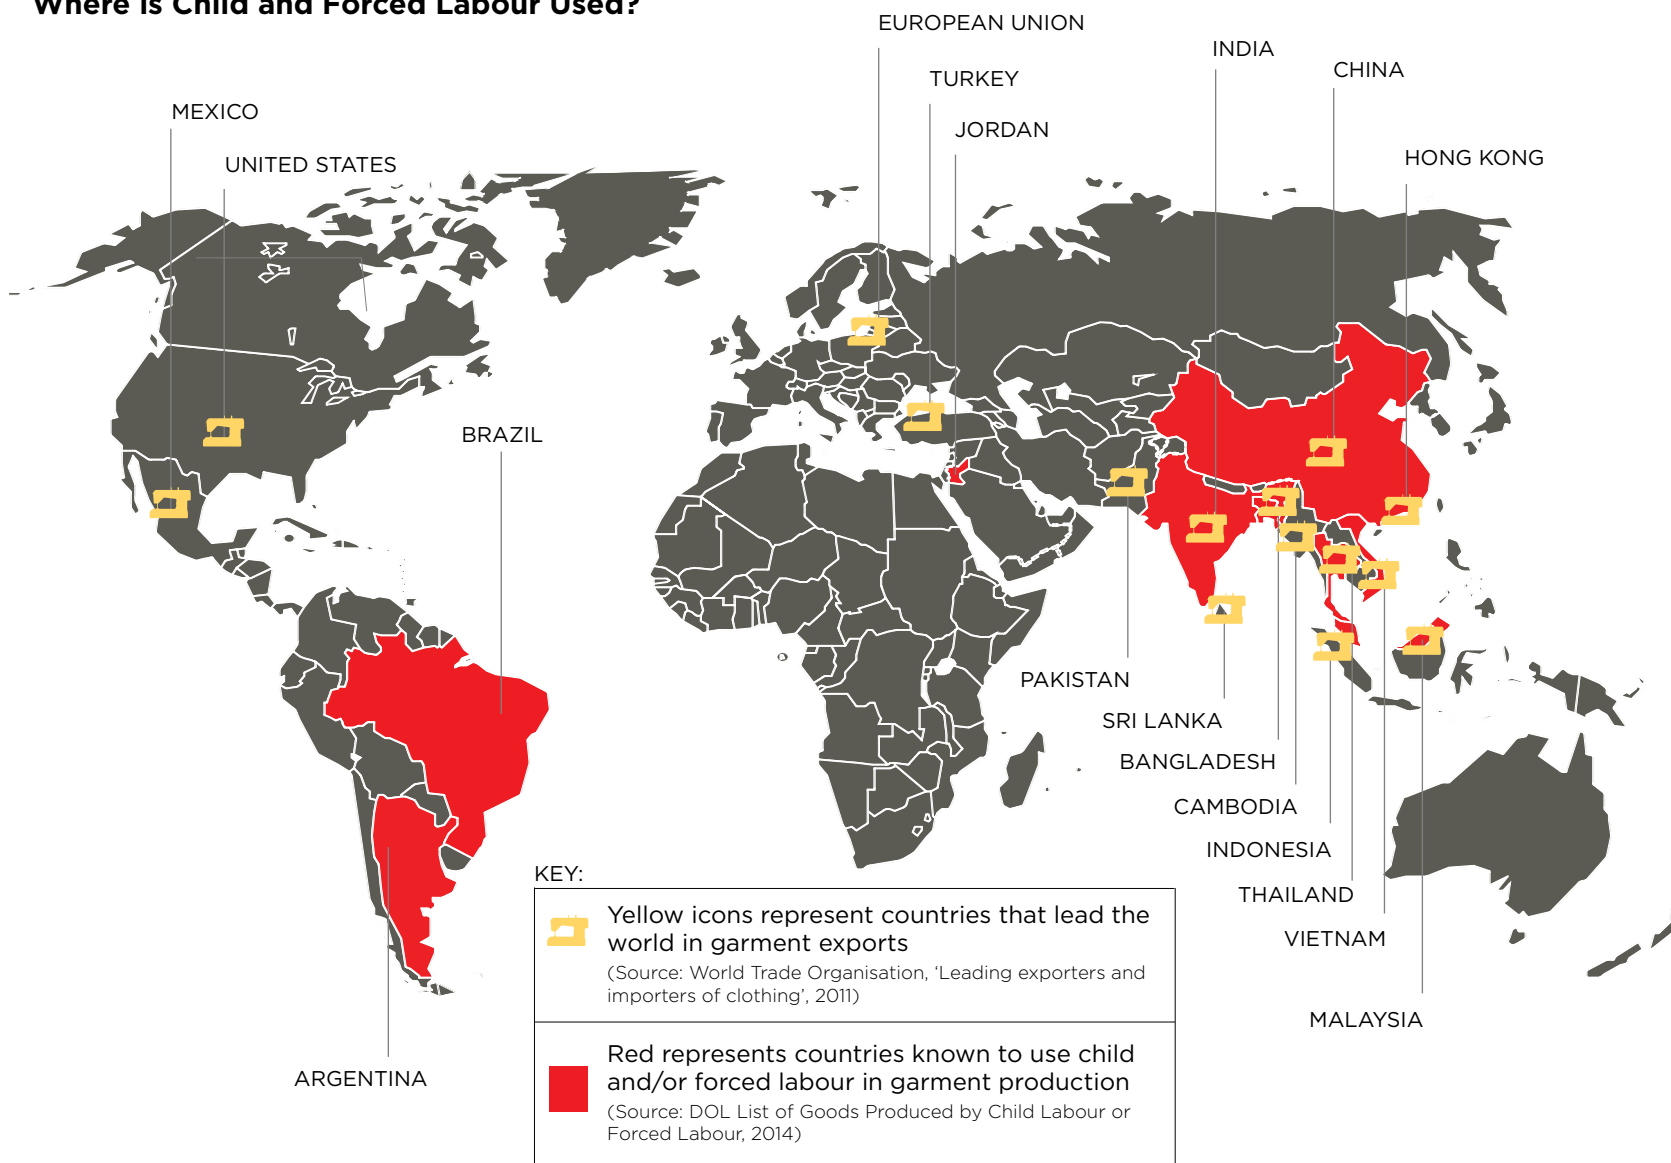 Where is Child and Forced Labour Used?
EUROPEAN UNION
INDIA
CHINA
TURKEY
MEXICO
JORDAN
HONG KONG
UNITED STATES
BRAZIL
PAKISTAN
SRI LANKA
BANGLADESH
CAMBODIA
INDONESIA
THAILAND
VIETNAM
MALAYSIA
ARGENTINA
KEY:
Yellow icons represent countries that lead the
world in garment exports
(Source: World Trade Organisation, ‘Leading exporters and
importers of clothing’, 2011)
Red represents countries known to use child
and/or forced labour in garment production
(Source: DOL List of Goods Produced by Child Labour or
Forced Labour, 2014)